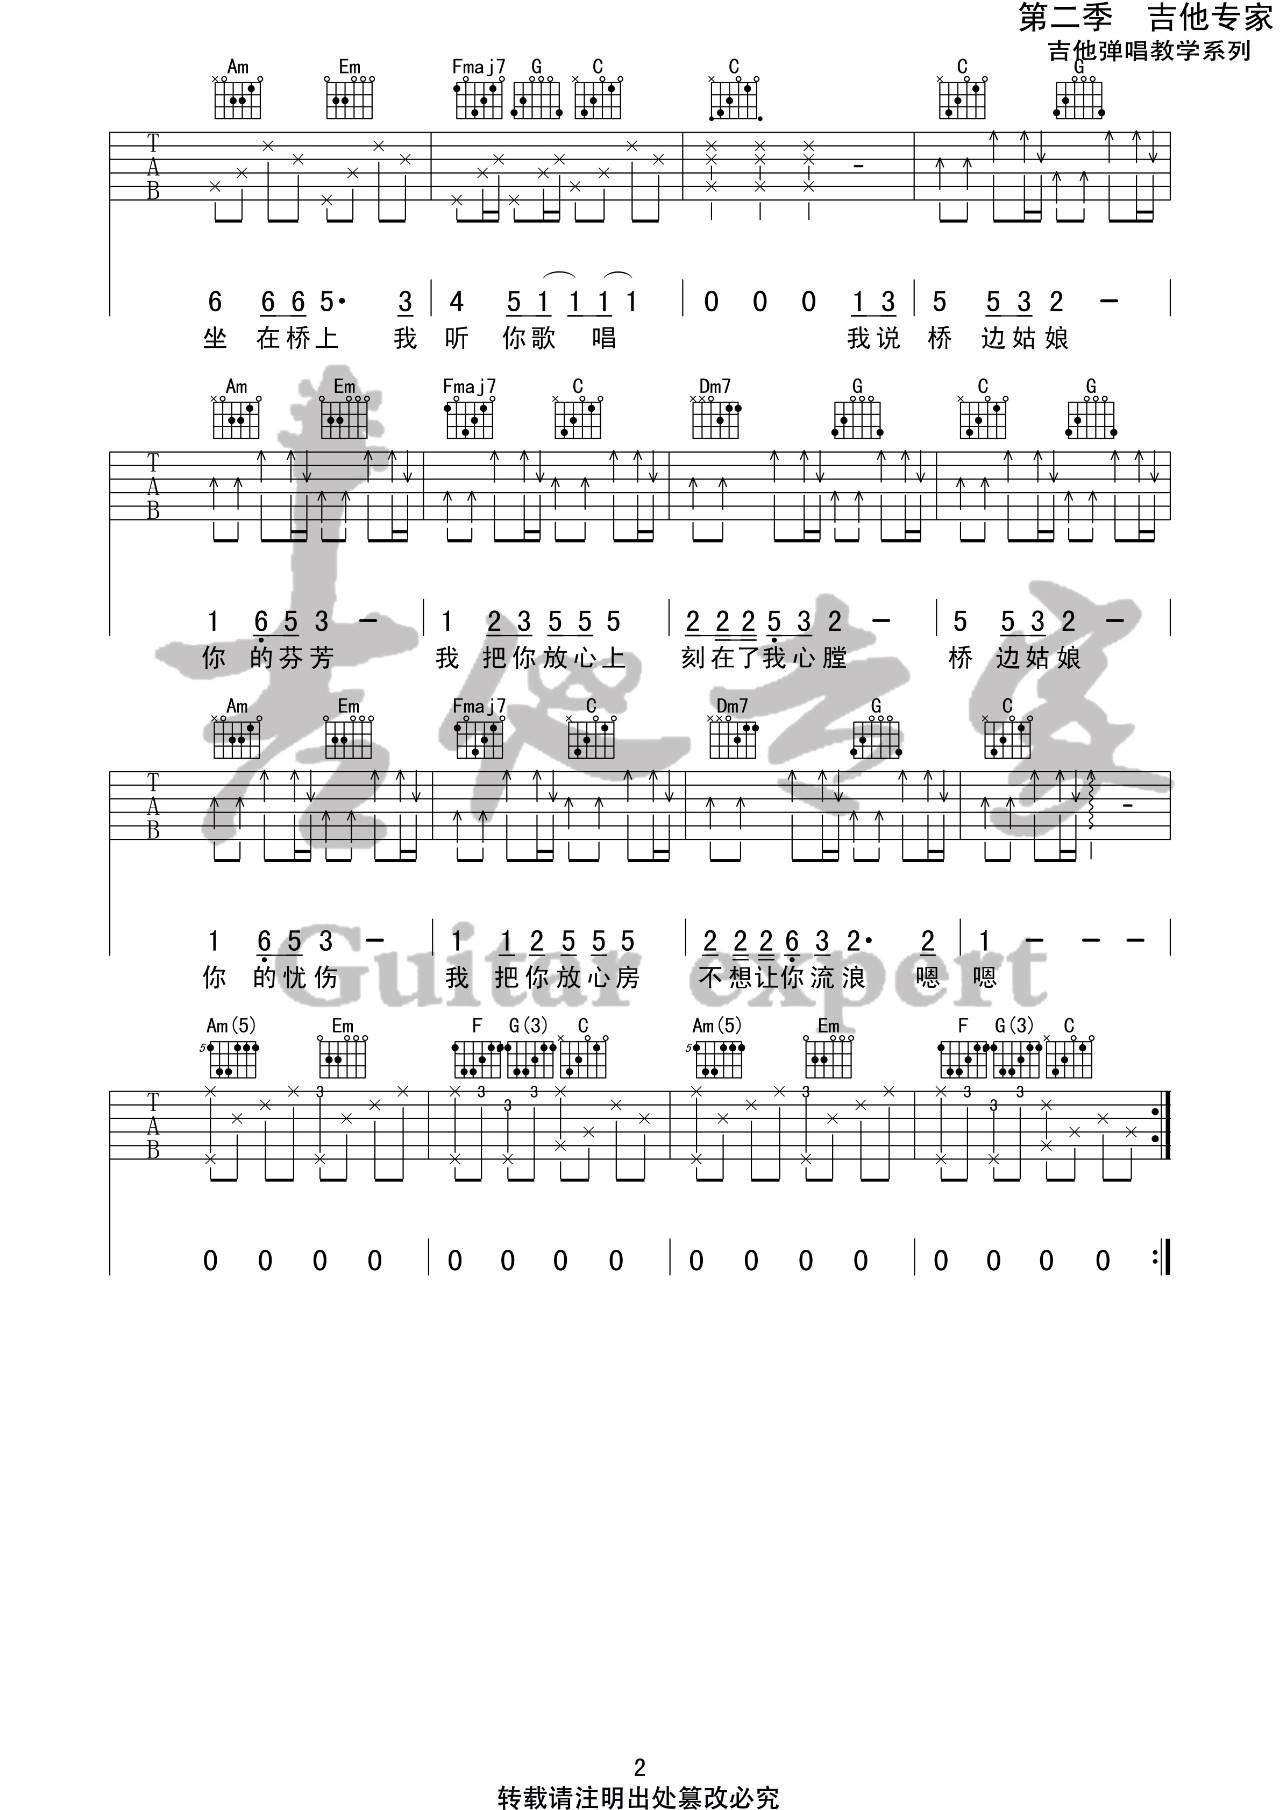 第二季 吉他专家
吉他弹唱教学系列
Am Em Fmaj7 G C C C G
T
A
B
6 6 6 5• 3 4 5 1 1 1 1 0 0 0 1 3 5 5 3 2 —
坐 在桥上 我 听 你歌 唱 我说 桥 边姑娘
Am Em Fmaj7 C Dm7 G C G
T
A
B
1 6 5 3 — 1 2 3 5 5 5 2 2 2 5 3 2 — 5 5 3 2 —
你 的芬芳 我 把你放心上 刻在了我心膛 桥 边姑娘
Am Em Fmaj7 C Dm7 G C
T
A
B
1 6 5 3 — 1 1 2 5 5 5 2 2 2 6 3 2• 2 1 — — —
你 的忧伤 我 把你放心房 不想让你流浪 嗯 嗯
吉他专家
Guitar expert
Am(5) Em F G(3) C Am(5) Em F G(3) C
5 5
T
A
B
3 3 3 3 3 3 3 3
0 0 0 0 0 0 0 0 0 0 0 0 0 0 0 0
2
转载请注明出处篡改必究